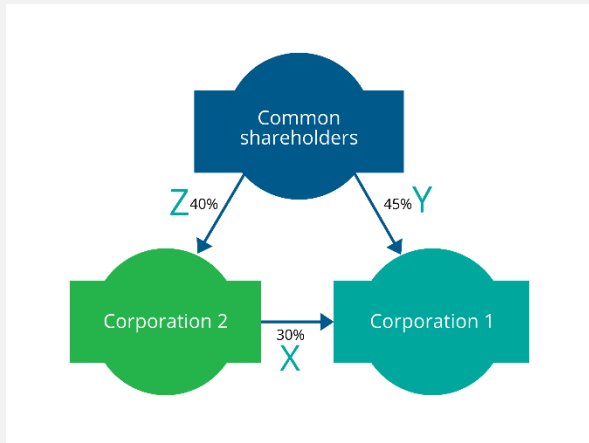 Common
shareholders
Z 40%
45% Y
Corporation 2
30%
X
Corporation 1